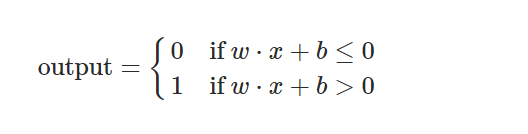 output = { 0 if w · x + b ≤ 0
1 if w · x + b > 0